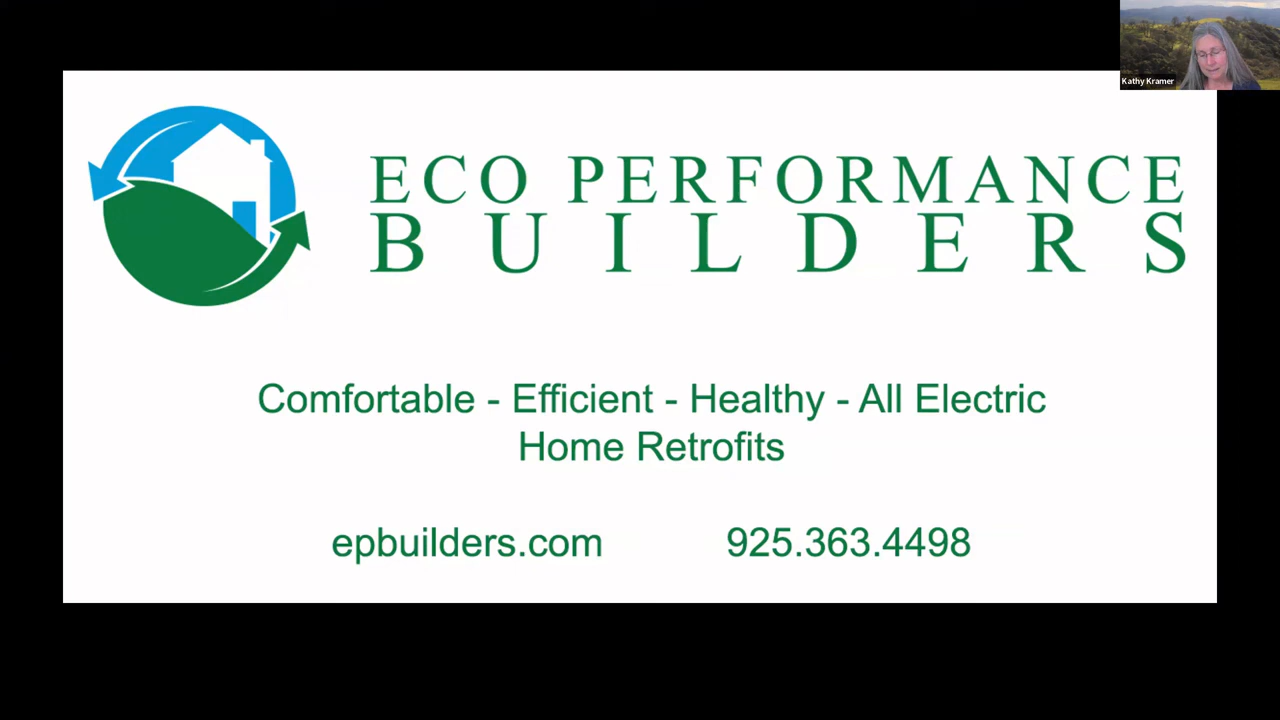 Kathy Kramer
ECO PERFORMANCE
BUILDERS
Comfortable - Efficient - Healthy - All Electric
Home Retrofits
epbuilders.com 925.363.4498